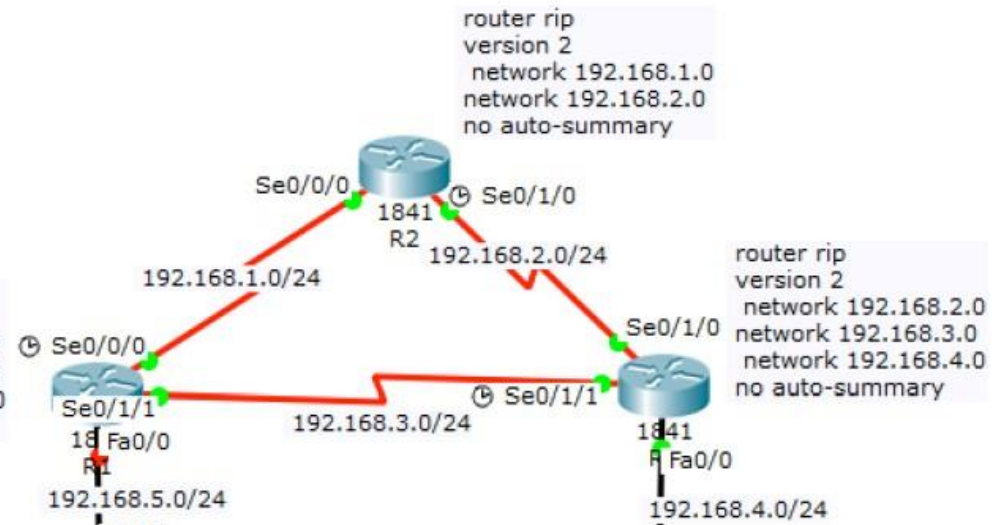 router rip
version 2
network 192.168.1.0
network 192.168.2.0
no auto-summary
Se0/0/0
Se0/1/0
1841
R2
192.168.1.0/24
192.168.2.0/24
router rip
version 2
network 192.168.2.0
network 192.168.3.0
network 192.168.4.0
no auto-summary
Se0/0/0
Se0/1/0
Se0/1/1
Se0/1/1
192.168.3.0/24
18
Fa0/0
R1
1841
Fa0/0
192.168.5.0/24
192.168.4.0/24